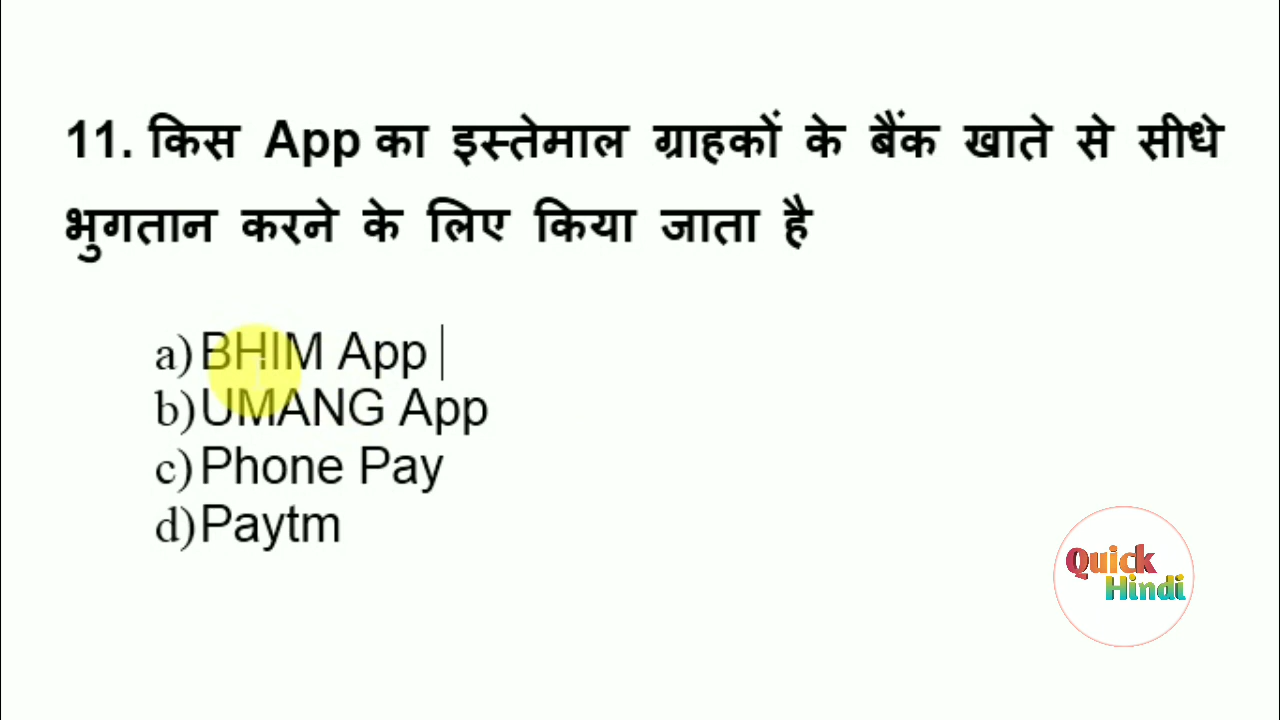 11. किस App का इस्तेमाल ग्राहकों के बैंक खाते से सीधे
भुगतान करने के लिए किया जाता है
a) BHIM App
b) UMANG App
c) Phone Pay
d) Paytm
Quick
Hindi